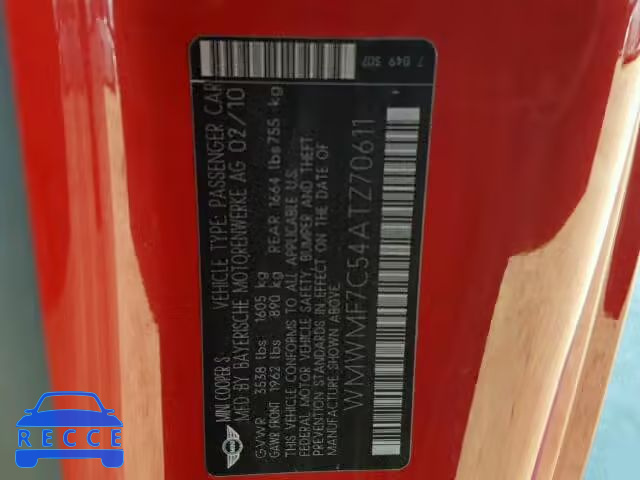 MINI COOPER S VEHICLE TYPE: PASSENGER CAR
MFD BY BAYERISCHE MOTORENWERKE AG 02/10
GVWR 3538 lbs 1605 kg
GAWR FRONT 1962 lbs 890 kg REAR 1664 lbs 755 kg
THIS VEHICLE CONFORMS TO ALL APPLICABLE U.S.
FEDERAL MOTOR VEHICLE SAFETY, BUMPER AND THEFT
PREVENTION STANDARDS IN EFFECT ON THE DATE OF
MANUFACTURE SHOWN ABOVE.
WMWMF7C54ATZ70611
7 049 307
MINI
RECCE